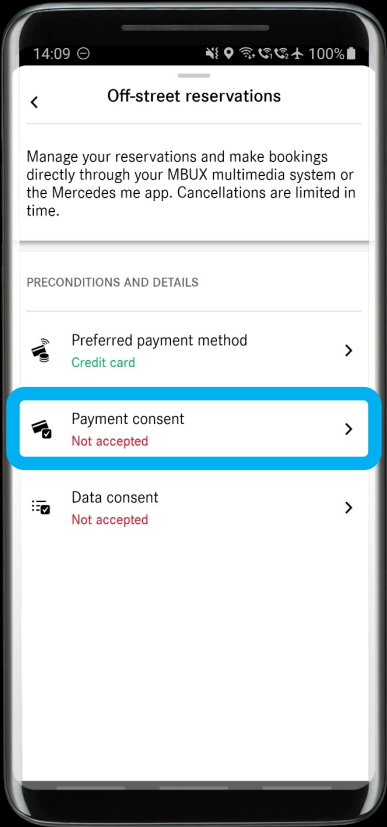 14:09 100%
Off-street reservations
Manage your reservations and make bookings
directly through your MBUX multimedia system or
the Mercedes me app. Cancellations are limited in
time.
PRECONDITIONS AND DETAILS
Preferred payment method
Credit card
Payment consent
Not accepted
Data consent
Not accepted